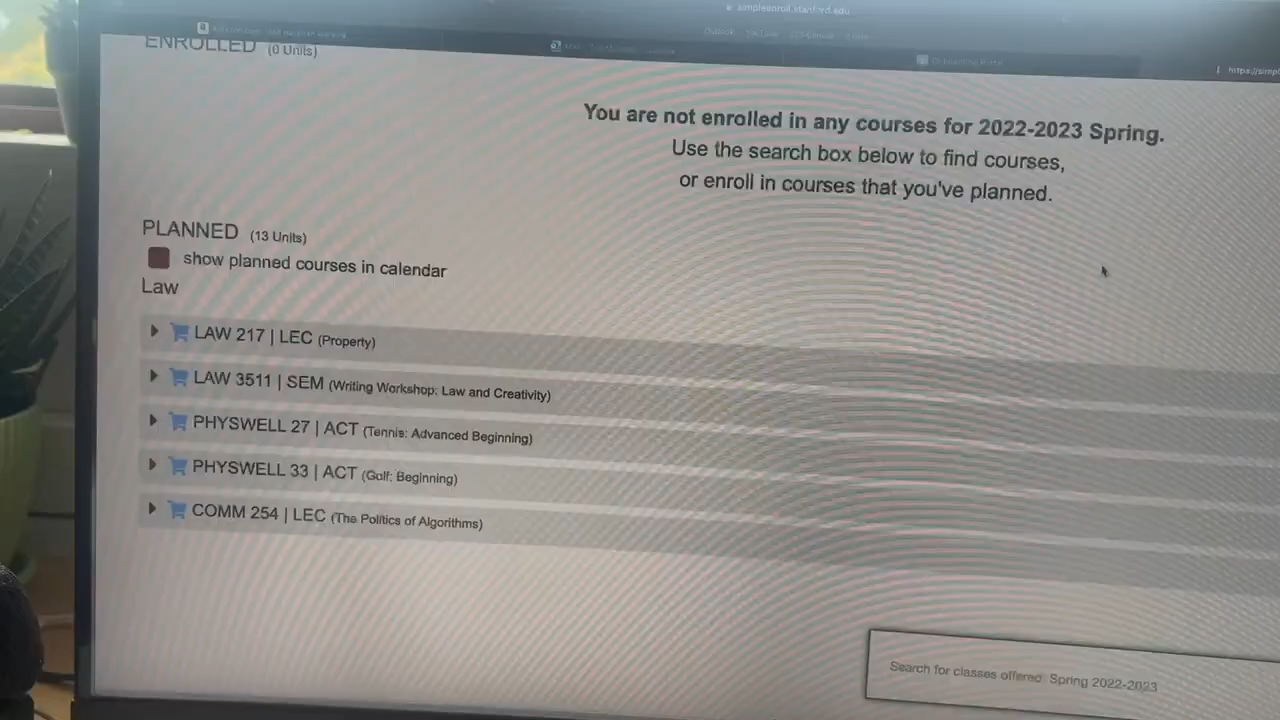 simpleenroll.stanford.edu
ENROLLED (0 Units)
You are not enrolled in any courses for 2022-2023 Spring.
Use the search box below to find courses,
or enroll in courses that you've planned.
PLANNED (13 Units)
show planned courses in calendar
Law
LAW 217 | LEC (Property)
LAW 3511 | SEM (Writing Workshop: Law and Creativity)
PHYSWELL 27 | ACT (Tennis: Advanced Beginning)
PHYSWELL 33 | ACT (Golf: Beginning)
COMM 254 | LEC (The Politics of Algorithms)
Search for classes offered: Spring 2022-2023